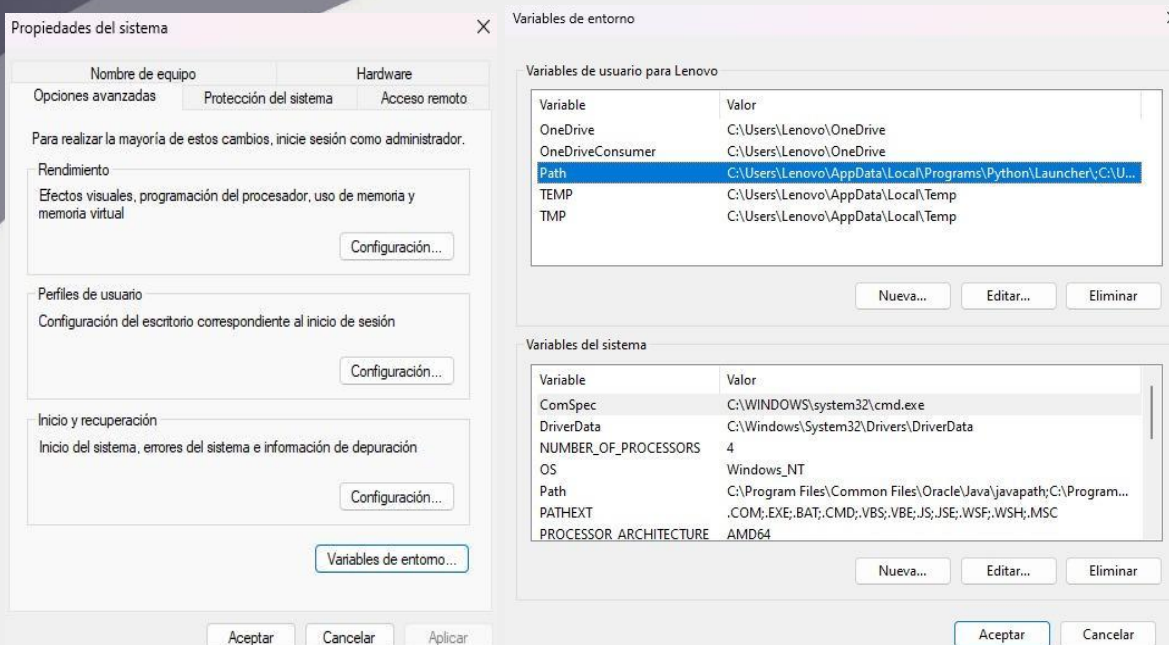 Propiedades del sistema
Nombre de equipo Hardware
Opciones avanzadas Protección del sistema Acceso remoto
Para realizar la mayoría de estos cambios, inicie sesión como administrador.
Rendimiento
Efectos visuales, programación del procesador, uso de memoria y
memoria virtual
Configuración...
Perfiles de usuario
Configuración del escritorio correspondiente al inicio de sesión
Configuración...
Inicio y recuperación
Inicio del sistema, errores del sistema e información de depuración
Configuración...
Variables de entorno...
Aceptar Cancelar Aplicar
Variables de entorno
Variables de usuario para Lenovo
Variable Valor
OneDrive C:\Users\Lenovo\OneDrive
OneDriveConsumer C:\Users\Lenovo\OneDrive
Path C:\Users\Lenovo\AppData\Local\Programs\Python\Launcher\;C:\U...
TEMP C:\Users\Lenovo\AppData\Local\Temp
TMP C:\Users\Lenovo\AppData\Local\Temp
Nueva... Editar... Eliminar
Variables del sistema
Variable Valor
ComSpec C:\WINDOWS\system32\cmd.exe
DriverData C:\Windows\System32\Drivers\DriverData
NUMBER_OF_PROCESSORS 4
OS Windows_NT
Path C:\Program Files\Common Files\Oracle\Java\javapath;C:\Program...
PATHEXT .COM;.EXE;.BAT;.CMD;.VBS;.VBE;.JS;.JSE;.WSF;.WSH;.MSC
PROCESSOR_ARCHITECTURE AMD64
Nueva... Editar... Eliminar
Aceptar Cancelar